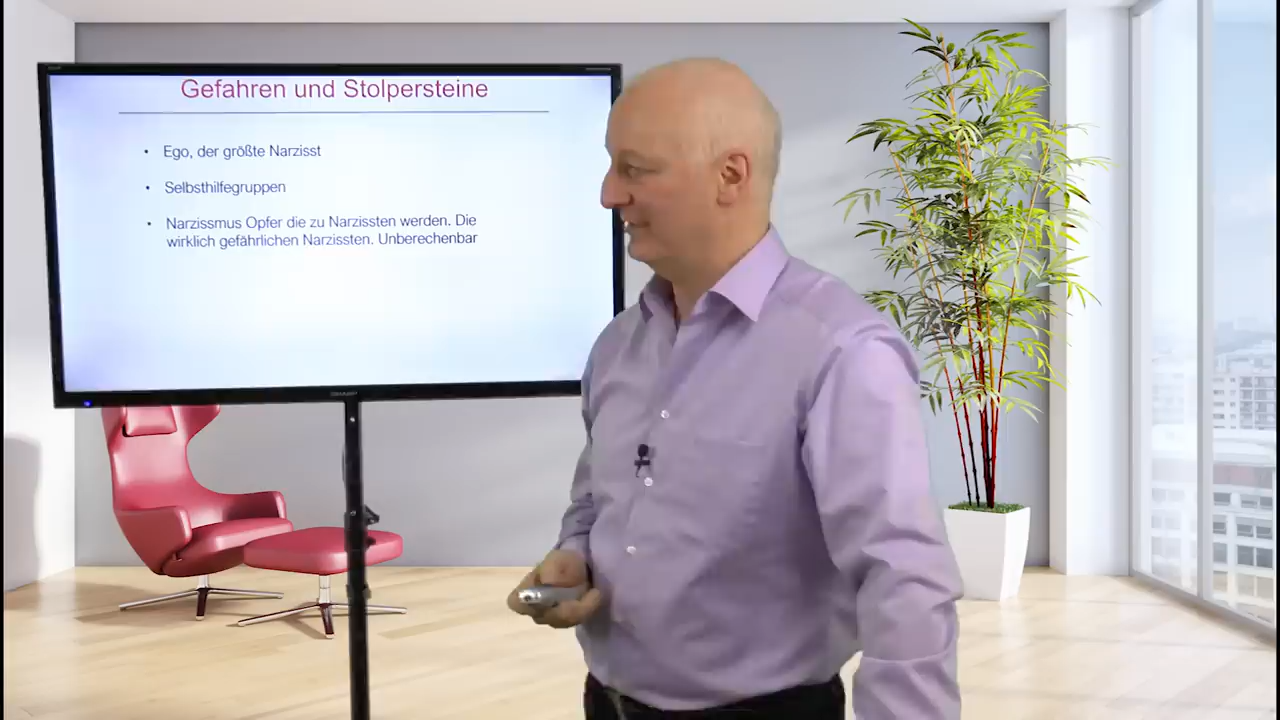 Gefahren und Stolpersteine
• Ego, der größte Narzisst
• Selbsthilfegruppen
• Narzissmus Opfer die zu Narzissten werden. Die
wirklich gefährlichen Narzissten. Unberechenbar
SHARP